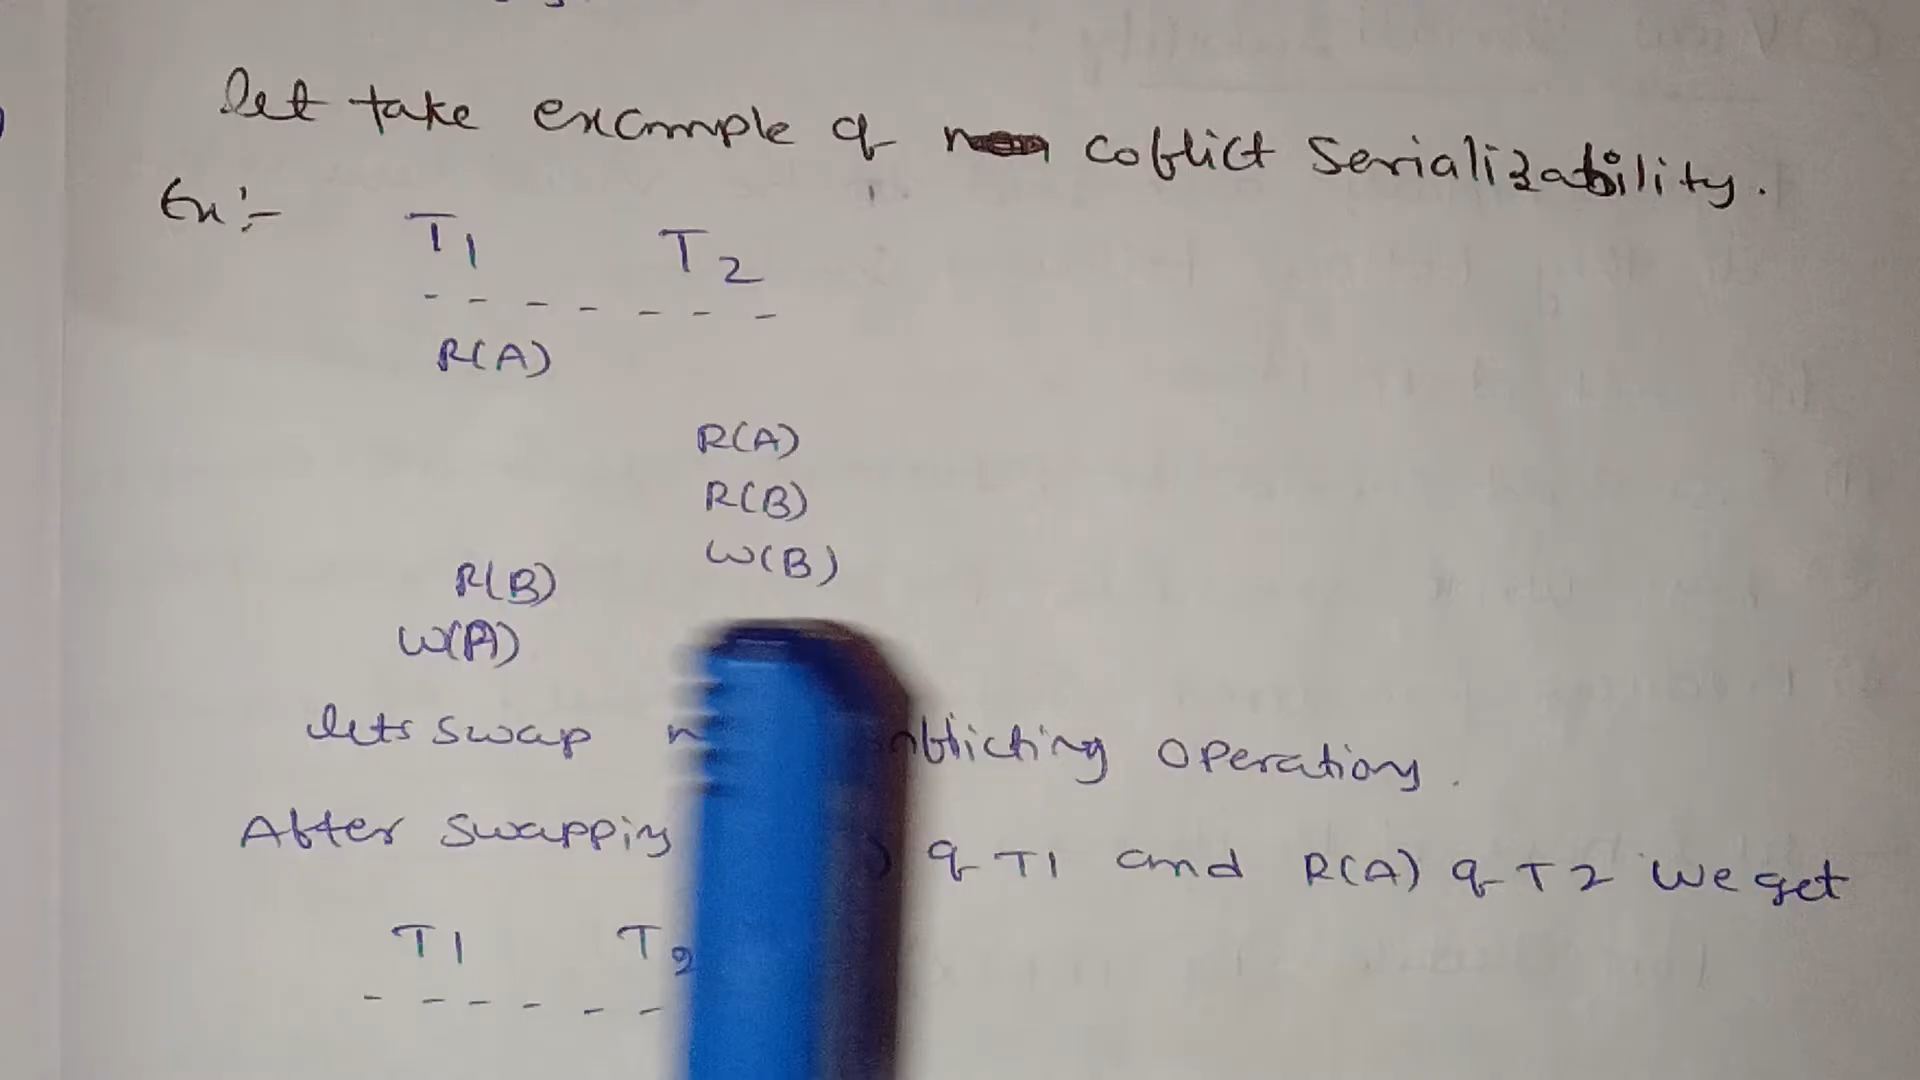 let take example of coflict Serializability.
Ex:-
T1 T2
- - - - - - -
R(A)
R(A)
R(B)
W(B)
R(B)
W(A)
lets swap operations.
After swapping of T1 and R(A) of T2 We get
T1 T2
- - - - - -